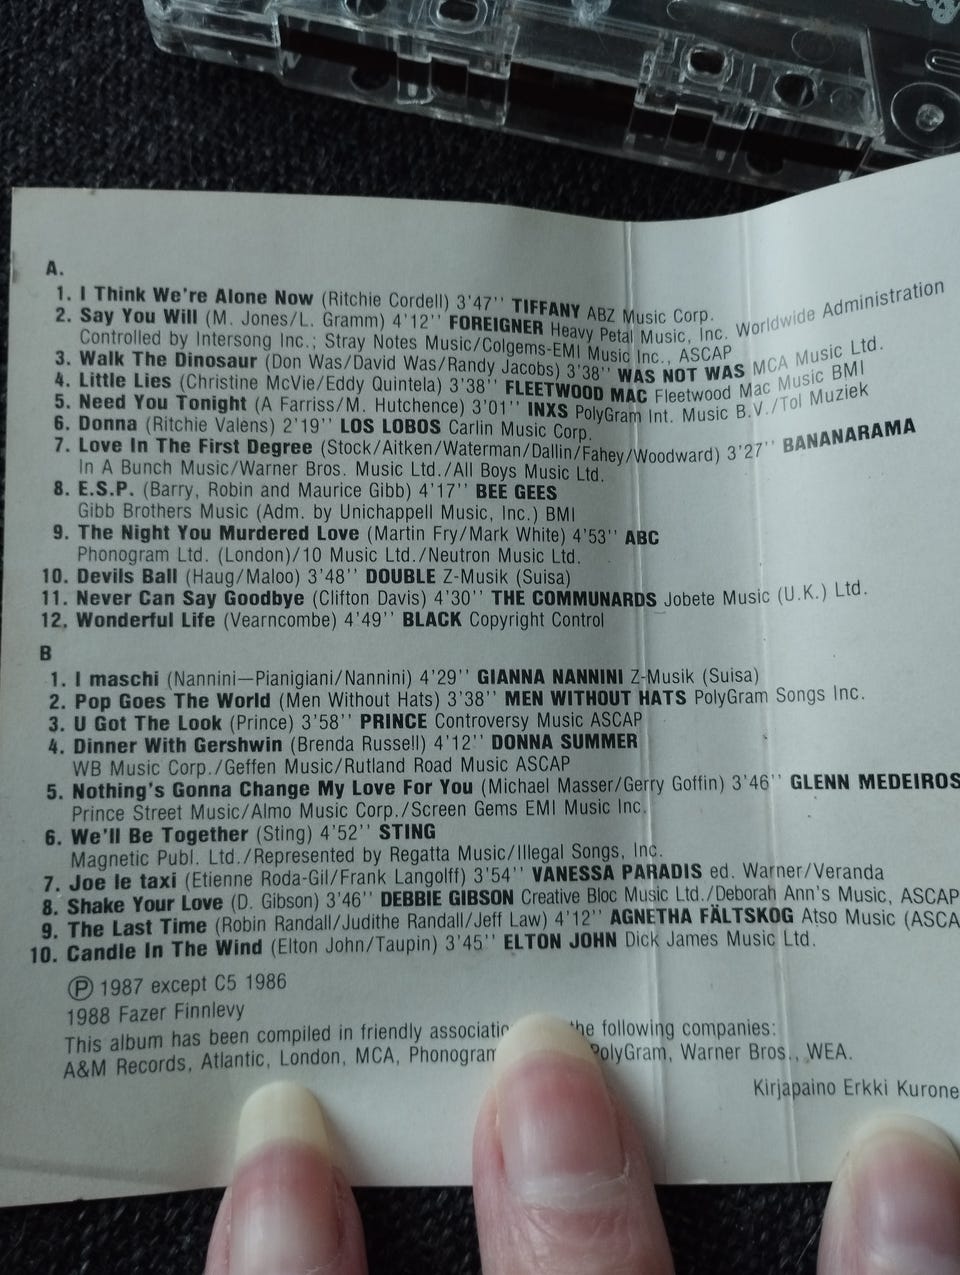 A.
1. I Think We're Alone Now (Ritchie Cordell) 3'47'' TIFFANY ABZ Music Corp.
2. Say You Will (M. Jones/L. Gramm) 4'12'' FOREIGNER Heavy Petal Music, Inc. Worldwide Administration
Controlled by Intersong Inc.; Stray Notes Music/Colgems-EMI Music Inc., ASCAP
3. Walk The Dinosaur (Don Was/David Was/Randy Jacobs) 3'38'' WAS NOT WAS MCA Music Ltd.
4. Little Lies (Christine McVie/Eddy Quintela) 3'38'' FLEETWOOD MAC Fleetwood Mac Music BMI
5. Need You Tonight (A Farriss/M. Hutchence) 3'01'' INXS PolyGram Int. Music B.V./Tol Muziek
6. Donna (Ritchie Valens) 2'19'' LOS LOBOS Carlin Music Corp.
7. Love In The First Degree (Stock/Aitken/Waterman/Dallin/Fahey/Woodward) 3'27'' BANANARAMA
In A Bunch Music/Warner Bros. Music Ltd./All Boys Music Ltd.
8. E.S.P. (Barry, Robin and Maurice Gibb) 4'17'' BEE GEES
Gibb Brothers Music (Adm. by Unichappell Music, Inc.) BMI
9. The Night You Murdered Love (Martin Fry/Mark White) 4'53'' ABC
Phonogram Ltd. (London)/10 Music Ltd./Neutron Music Ltd.
10. Devils Ball (Haug/Maloo) 3'48'' DOUBLE Z-Musik (Suisa)
11. Never Can Say Goodbye (Clifton Davis) 4'30'' THE COMMUNARDS Jobete Music (U.K.) Ltd.
12. Wonderful Life (Vearncombe) 4'49'' BLACK Copyright Control
B
1. I maschi (Nannini—Pianigiani/Nannini) 4'29'' GIANNA NANNINI Z-Musik (Suisa)
2. Pop Goes The World (Men Without Hats) 3'38'' MEN WITHOUT HATS PolyGram Songs Inc.
3. U Got The Look (Prince) 3'58'' PRINCE Controversy Music ASCAP
4. Dinner With Gershwin (Brenda Russell) 4'12'' DONNA SUMMER
WB Music Corp./Geffen Music/Rutland Road Music ASCAP
5. Nothing's Gonna Change My Love For You (Michael Masser/Gerry Goffin) 3'46'' GLENN MEDEIROS
Prince Street Music/Almo Music Corp./Screen Gems EMI Music Inc.
6. We'll Be Together (Sting) 4'52'' STING
Magnetic Publ. Ltd./Represented by Regatta Music/Illegal Songs, Inc.
7. Joe le taxi (Etienne Roda-Gil/Frank Langolff) 3'54'' VANESSA PARADIS ed. Warner/Veranda
8. Shake Your Love (D. Gibson) 3'46'' DEBBIE GIBSON Creative Bloc Music Ltd./Deborah Ann's Music, ASCAP
9. The Last Time (Robin Randall/Judithe Randall/Jeff Law) 4'12'' AGNETHA FÄLTSKOG Atso Music (ASCA
10. Candle In The Wind (Elton John/Taupin) 3'45'' ELTON JOHN Dick James Music Ltd.
Ⓟ 1987 except C5 1986
1988 Fazer Finnlevy
This album has been compiled in friendly associatio the following companies:
A&M Records, Atlantic, London, MCA, Phonogram PolyGram, Warner Bros., WEA.
Kirjapaino Erkki Kurone